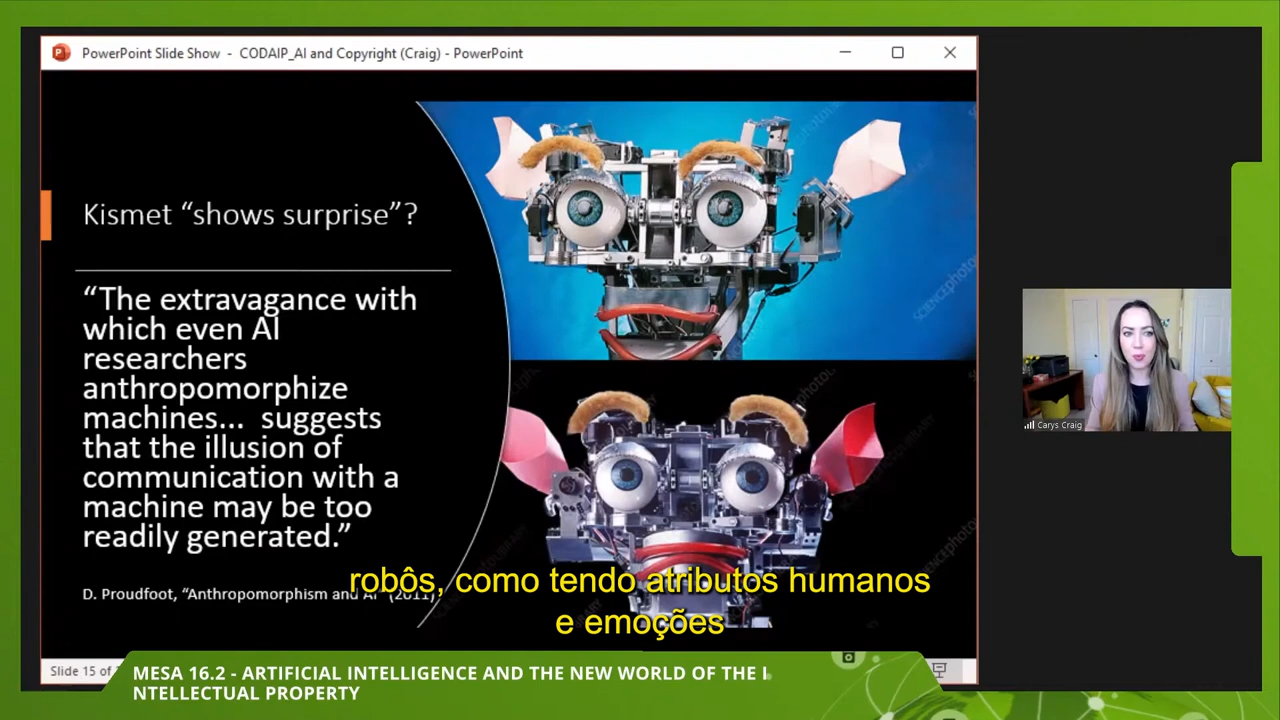 PowerPoint Slide Show - CODAIP_AI and Copyright (Craig) - PowerPoint
Kismet “shows surprise”?
“The extravagance with
which even AI
researchers
anthropomorphize
machines... suggests
that the illusion of
communication with a
machine may be too
readily generated.”
D. Proudfoot, “Anthropomorphism and AI” (2011)
robôs, como tendo atributos humanos
e emoções
Carys Craig
Slide 15 of
MESA 16.2 - ARTIFICIAL INTELLIGENCE AND THE NEW WORLD OF THE I
NTELLECTUAL PROPERTY